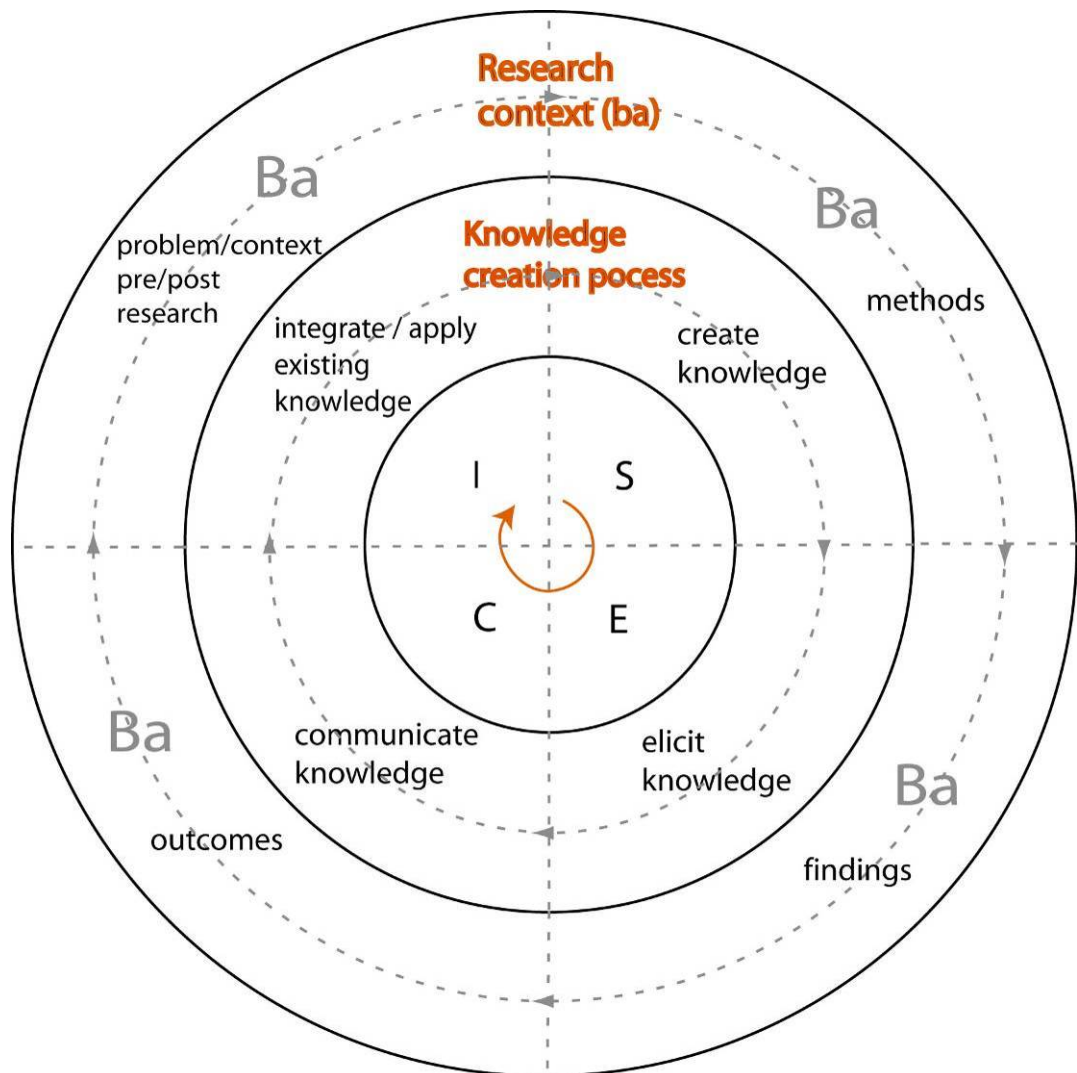 Research
context (ba)
Ba
Ba
problem/context
pre/post
research
methods
Knowledge
creation pocess
integrate / apply
existing
knowledge
create
knowledge
I
S
C
E
communicate
knowledge
elicit
knowledge
Ba
Ba
outcomes
findings